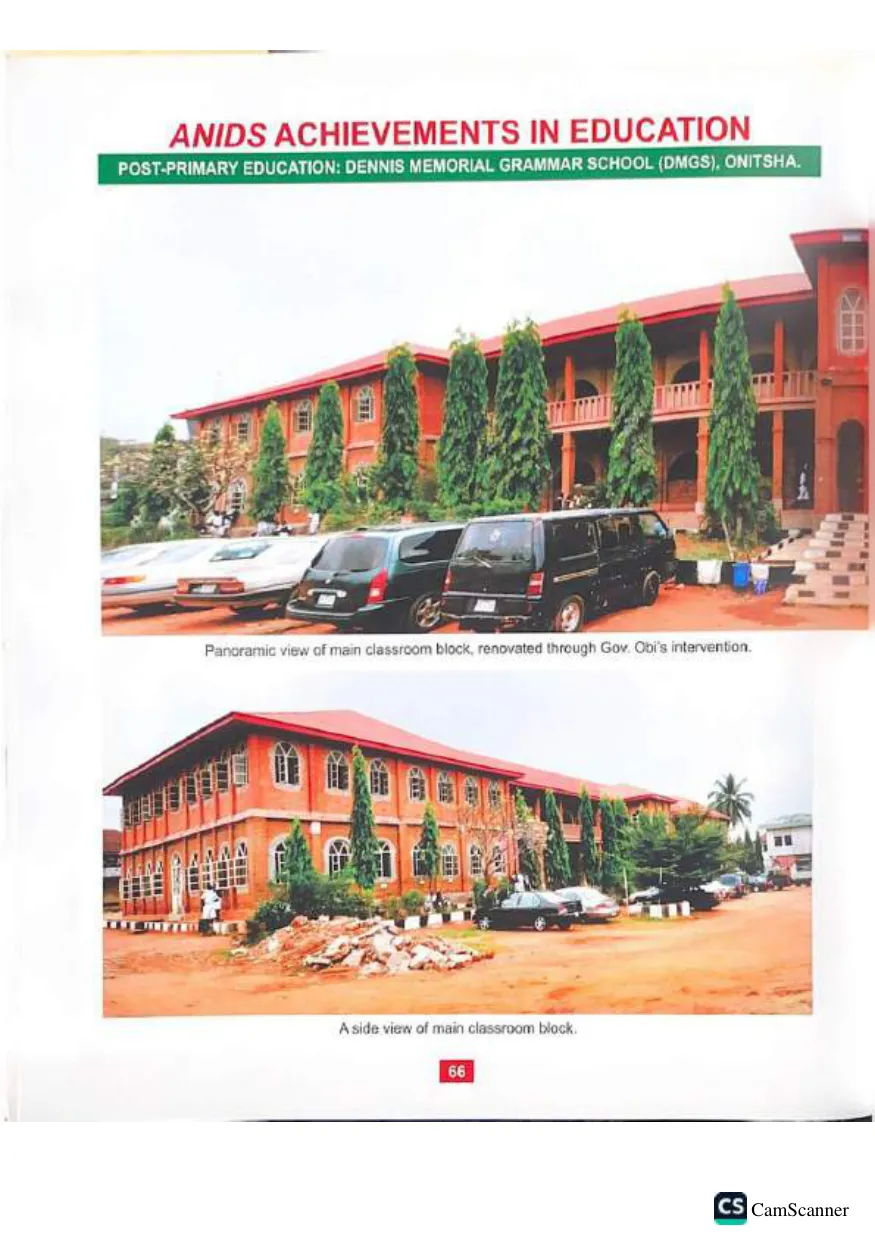 ANIDS ACHIEVEMENTS IN EDUCATION
POST-PRIMARY EDUCATION: DENNIS MEMORIAL GRAMMAR SCHOOL (DMGS), ONITSHA.
Panoramic view of main classroom block, renovated through Gov. Obi's intervention.
A side view of main classroom block.
66
CS CamScanner